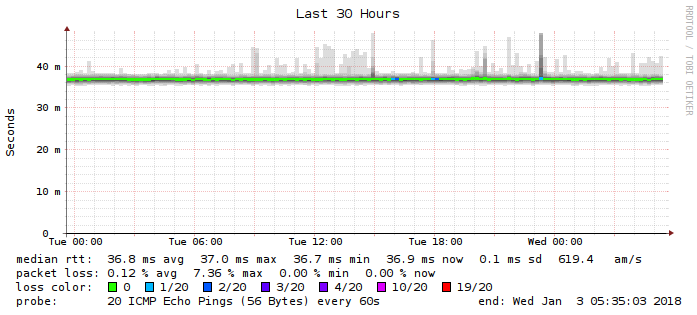 Last 30 Hours
RRDTOOL / TOBI OETIKER
Seconds
40 m
30 m
20 m
10 m
0
Tue 00:00 Tue 06:00 Tue 12:00 Tue 18:00 Wed 00:00
median rtt: 36.8 ms avg 37.0 ms max 36.7 ms min 36.9 ms now 0.1 ms sd 619.4 am/s
packet loss: 0.12 % avg 7.36 % max 0.00 % min 0.00 % now
loss color: 0 1/20 2/20 3/20 4/20 10/20 19/20
probe: 20 ICMP Echo Pings (56 Bytes) every 60s end: Wed Jan 3 05:35:03 2018